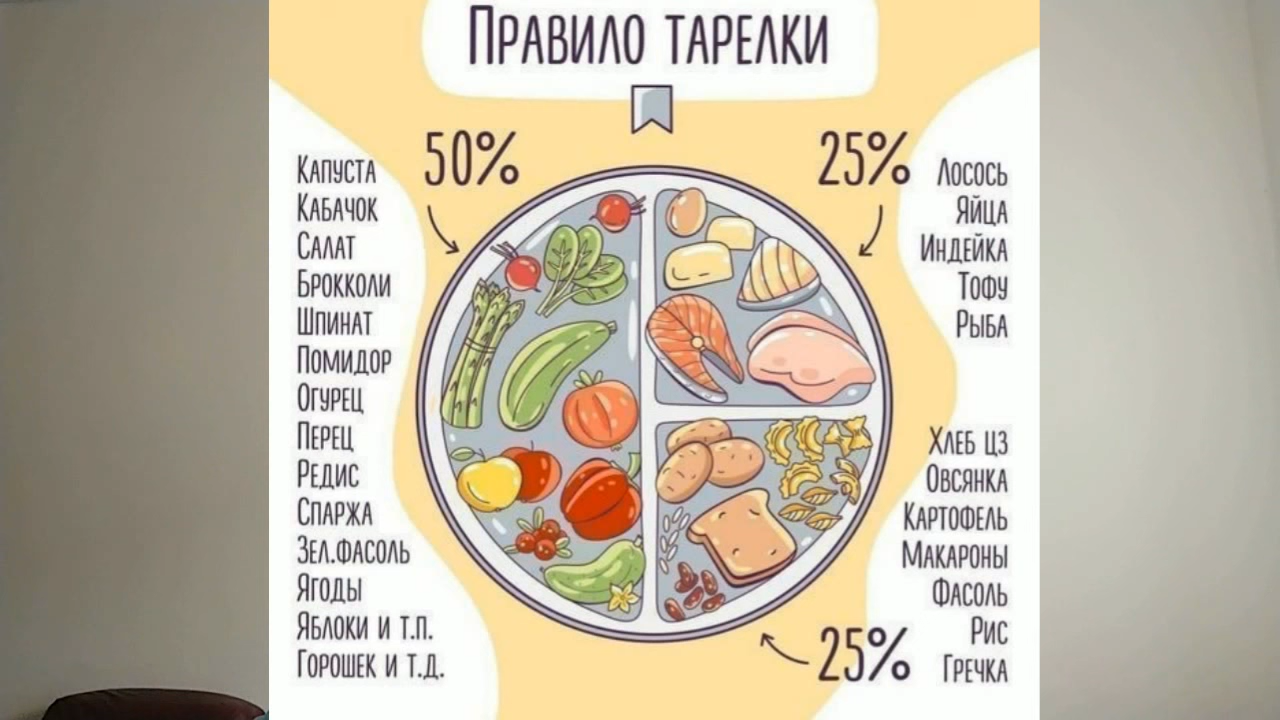 Правило тарелки
50%
Капуста
Кабачок
Салат
Брокколи
Шпинат
Помидор
Огурец
Перец
Редис
Спаржа
Зел.фасоль
Ягоды
Яблоки и т.п.
Горошек и т.д.
25%
Лосось
Яйца
Индейка
Тофу
Рыба
Хлеб цз
Овсянка
Картофель
Макароны
Фасоль
Рис
Гречка
25%